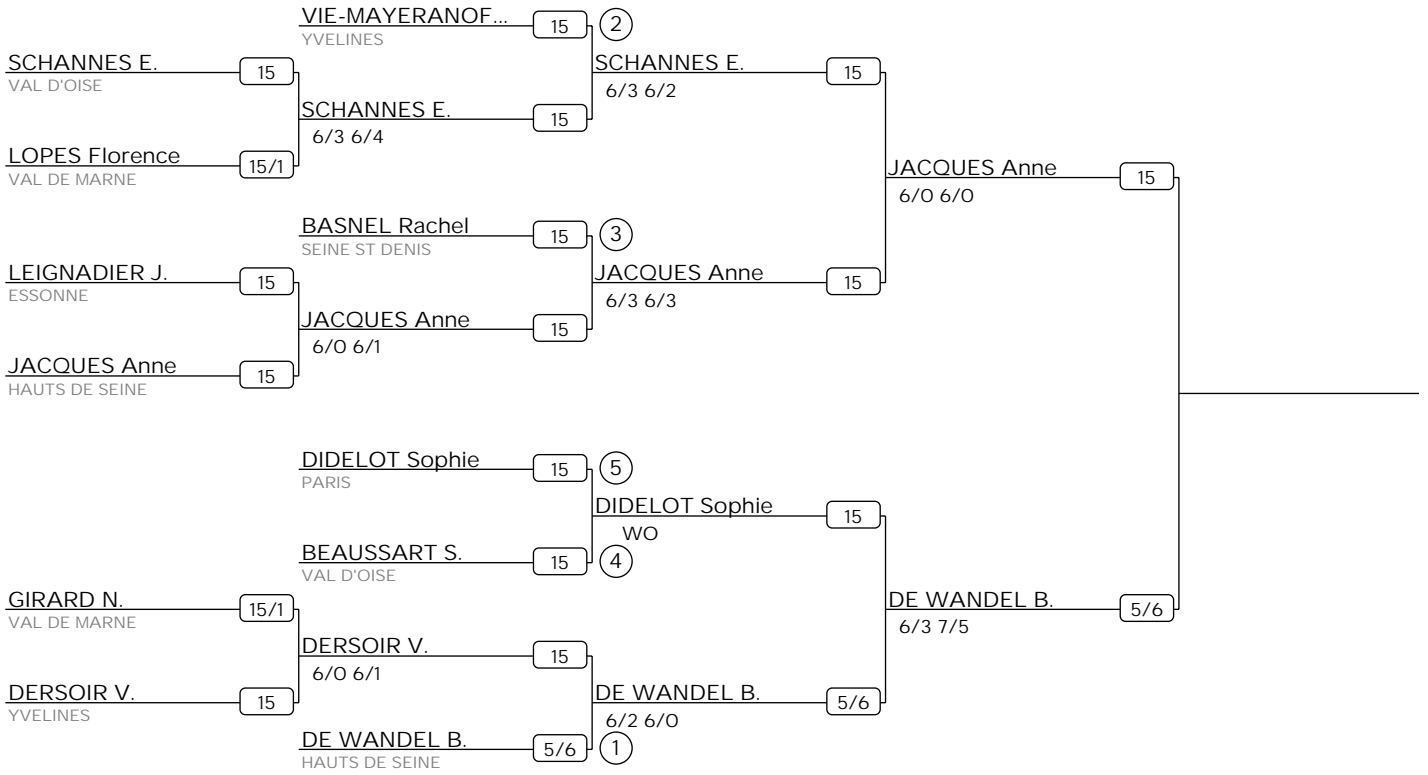 VIE-MAYERANOF... 15 2
YVELINES
SCHANNES E. 15
VAL D'OISE
SCHANNES E. 15
6/3 6/2
SCHANNES E. 15
6/3 6/4
LOPES Florence 15/1
VAL DE MARNE
JACQUES Anne 15
6/0 6/0
BASNEL Rachel 15 3
SEINE ST DENIS
LEIGNADIER J. 15
ESSONNE
JACQUES Anne 15
6/3 6/3
JACQUES Anne 15
6/0 6/1
JACQUES Anne 15
HAUTS DE SEINE
DIDELOT Sophie 15 5
PARIS
DIDELOT Sophie 15
WO
BEAUSSART S. 15 4
VAL D'OISE
GIRARD N. 15/1
VAL DE MARNE
DE WANDEL B. 5/6
6/3 7/5
DERSOIR V. 15
6/0 6/1
DERSOIR V. 15
YVELINES
DE WANDEL B. 5/6
6/2 6/0
DE WANDEL B. 5/6 1
HAUTS DE SEINE